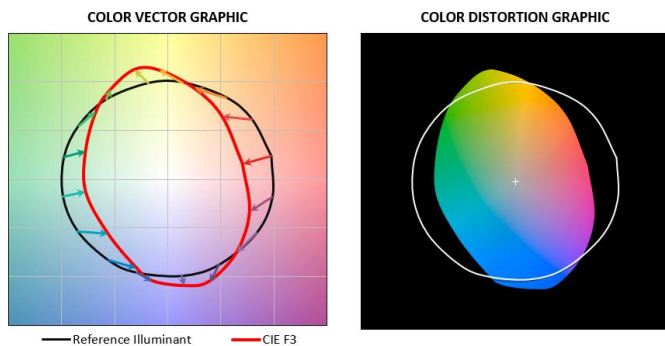 COLOR VECTOR GRAPHIC
COLOR DISTORTION GRAPHIC
Reference Illuminant
CIE F3